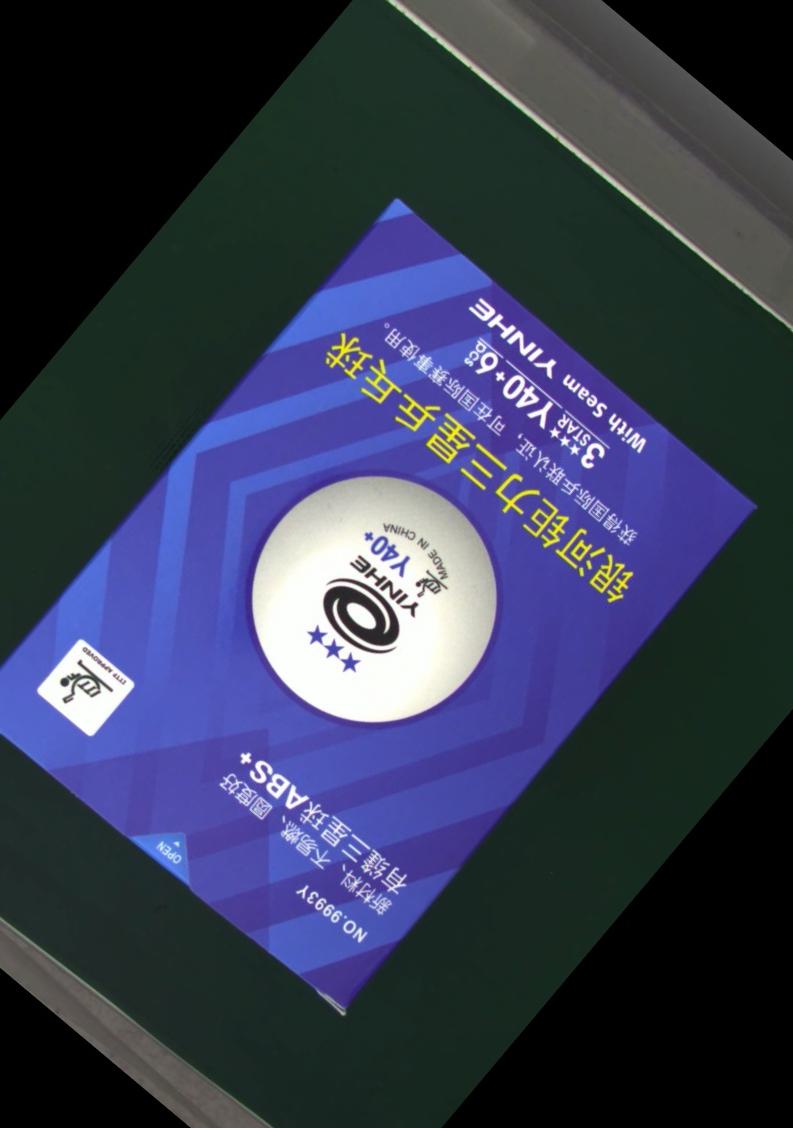 YINHE
With Seam
3 STAR
★★★
Y40+ 6只
获得国际乒联认证,可在国际赛事使用。
银河钜力三星乒乓球
MADE IN CHINA
Y40+
YINHE
★★★
ITTF APPROVED
有缝三星球ABS+
新材料、不易燃、圆度好
NO.9993Y
OPEN